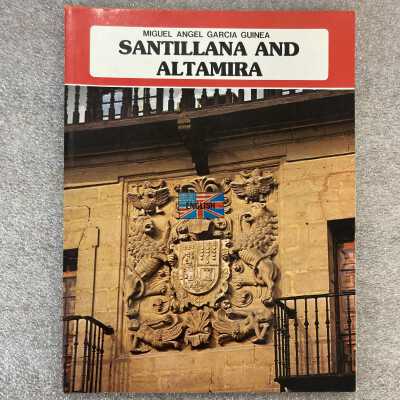 MIGUEL ANGEL GARCIA GUINEA
SANTILLANA AND
ALTAMIRA
ENGLISH